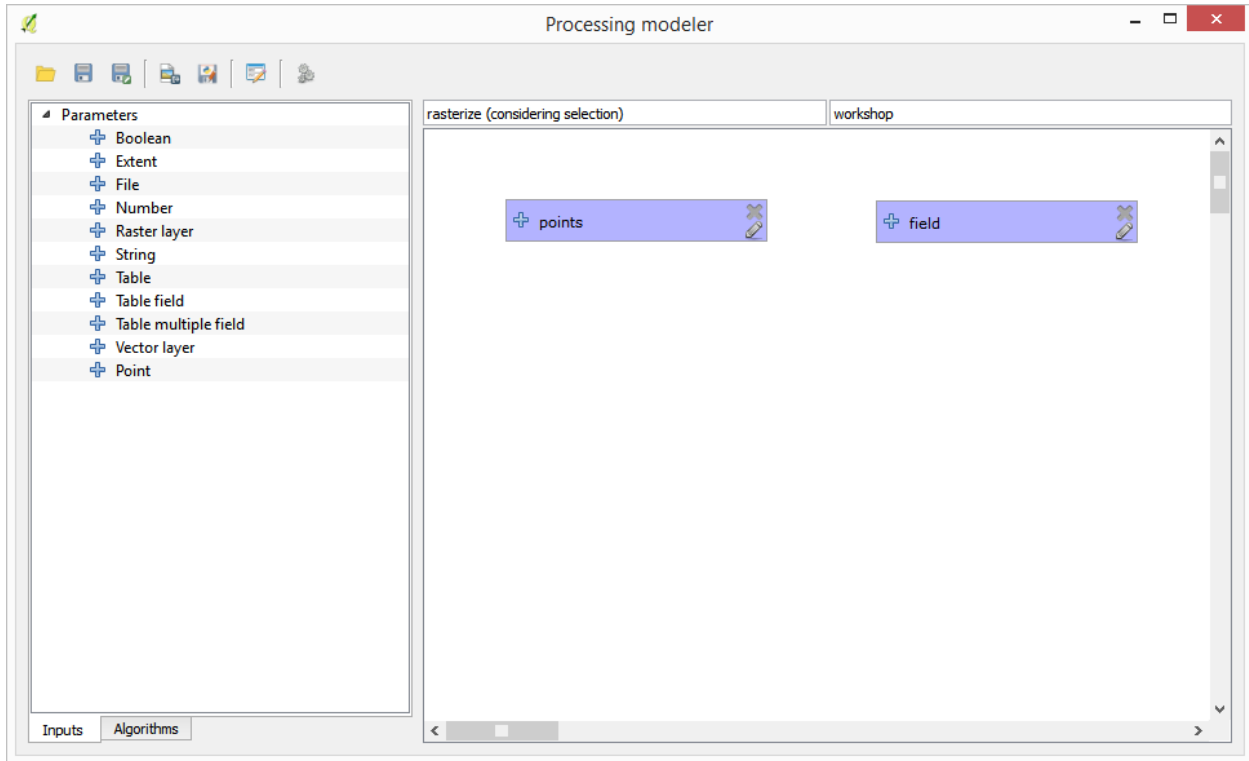 Processing modeler
Parameters
Boolean
Extent
File
Number
Raster layer
String
Table
Table field
Table multiple field
Vector layer
Point
Inputs
Algorithms
rasterize (considering selection)
workshop
points
field